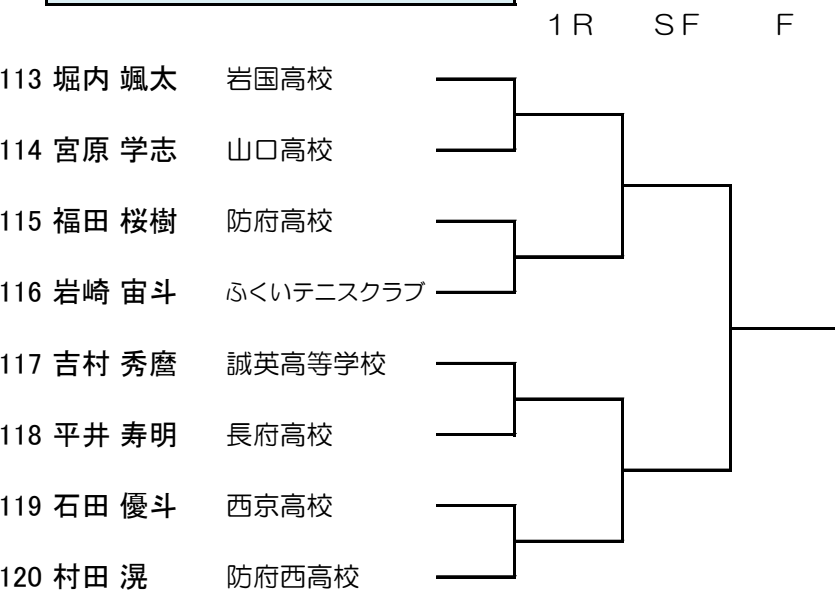 １Ｒ ＳＦ Ｆ
113 堀内 颯太 岩国高校
114 宮原 学志 山口高校
115 福田 桜樹 防府高校
116 岩崎 宙斗 ふくいテニスクラブ
117 吉村 秀麿 誠英高等学校
118 平井 寿明 長府高校
119 石田 優斗 西京高校
120 村田 滉 防府西高校